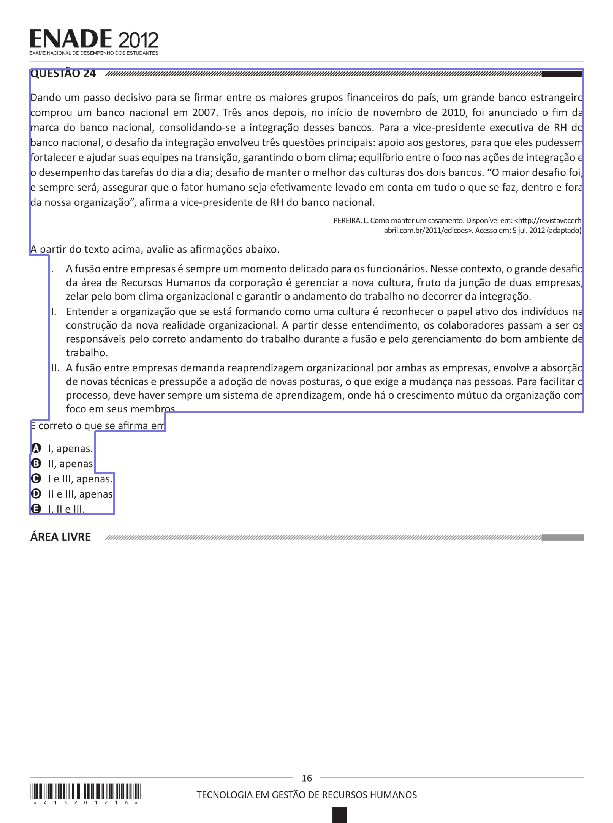 ENADE 2012
EXAME NACIONAL DE DESEMPENHO DOS ESTUDANTES
QUESTÃO 24
Dando um passo decisivo para se firmar entre os maiores grupos financeiros do país, um grande banco estrangeiro
comprou um banco nacional em 2007. Três anos depois, no início de novembro de 2010, foi anunciado o fim da
marca do banco nacional, consolidando-se a integração desses bancos. Para a vice-presidente executiva de RH do
banco nacional, o desafio da integração envolveu três questões principais: apoio aos gestores, para que eles pudessem
fortalecer e ajudar suas equipes na transição, garantindo o bom clima; equilíbrio entre o foco nas ações de integração e
o desempenho das tarefas do dia a dia; desafio de manter o melhor das culturas dos dois bancos. “O maior desafio foi,
e sempre será, assegurar que o fator humano seja efetivamente levado em conta em tudo o que se faz, dentro e fora
da nossa organização”, afirma a vice-presidente de RH do banco nacional.
PEREIRA. L. Como manter um casamento. Disponível em: <http://revistavocerh
abril.com.br/2011/edicoes>. Acesso em: 5 jul. 2012 (adaptado)
A partir do texto acima, avalie as afirmações abaixo.
I. A fusão entre empresas é sempre um momento delicado para os funcionários. Nesse contexto, o grande desafio
da área de Recursos Humanos da corporação é gerenciar a nova cultura, fruto da junção de duas empresas,
zelar pelo bom clima organizacional e garantir o andamento do trabalho no decorrer da integração.
II. Entender a organização que se está formando como uma cultura é reconhecer o papel ativo dos indivíduos na
construção da nova realidade organizacional. A partir desse entendimento, os colaboradores passam a ser os
responsáveis pelo correto andamento do trabalho durante a fusão e pelo gerenciamento do bom ambiente de
trabalho.
III. A fusão entre empresas demanda reaprendizagem organizacional por ambas as empresas, envolve a absorção
de novas técnicas e pressupõe a adoção de novas posturas, o que exige a mudança nas pessoas. Para facilitar o
processo, deve haver sempre um sistema de aprendizagem, onde há o crescimento mútuo da organização com
foco em seus membros.
É correto o que se afirma em
A I, apenas.
B II, apenas.
C I e III, apenas.
D II e III, apenas.
E I, II e III.
ÁREA LIVRE
16
TECNOLOGIA EM GESTÃO DE RECURSOS HUMANOS